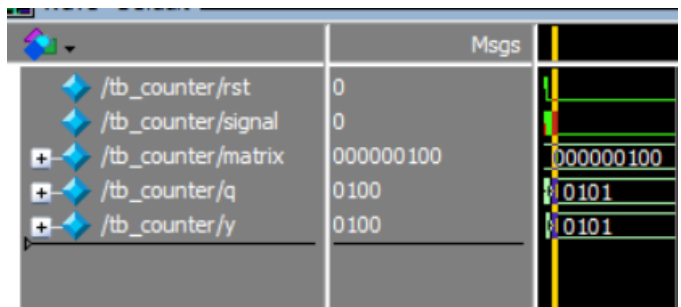 Msgs
/tb_counter/rst 0
/tb_counter/signal 0
/tb_counter/matrix 000000100 000000100
/tb_counter/q 0100 0101
/tb_counter/y 0100 0101